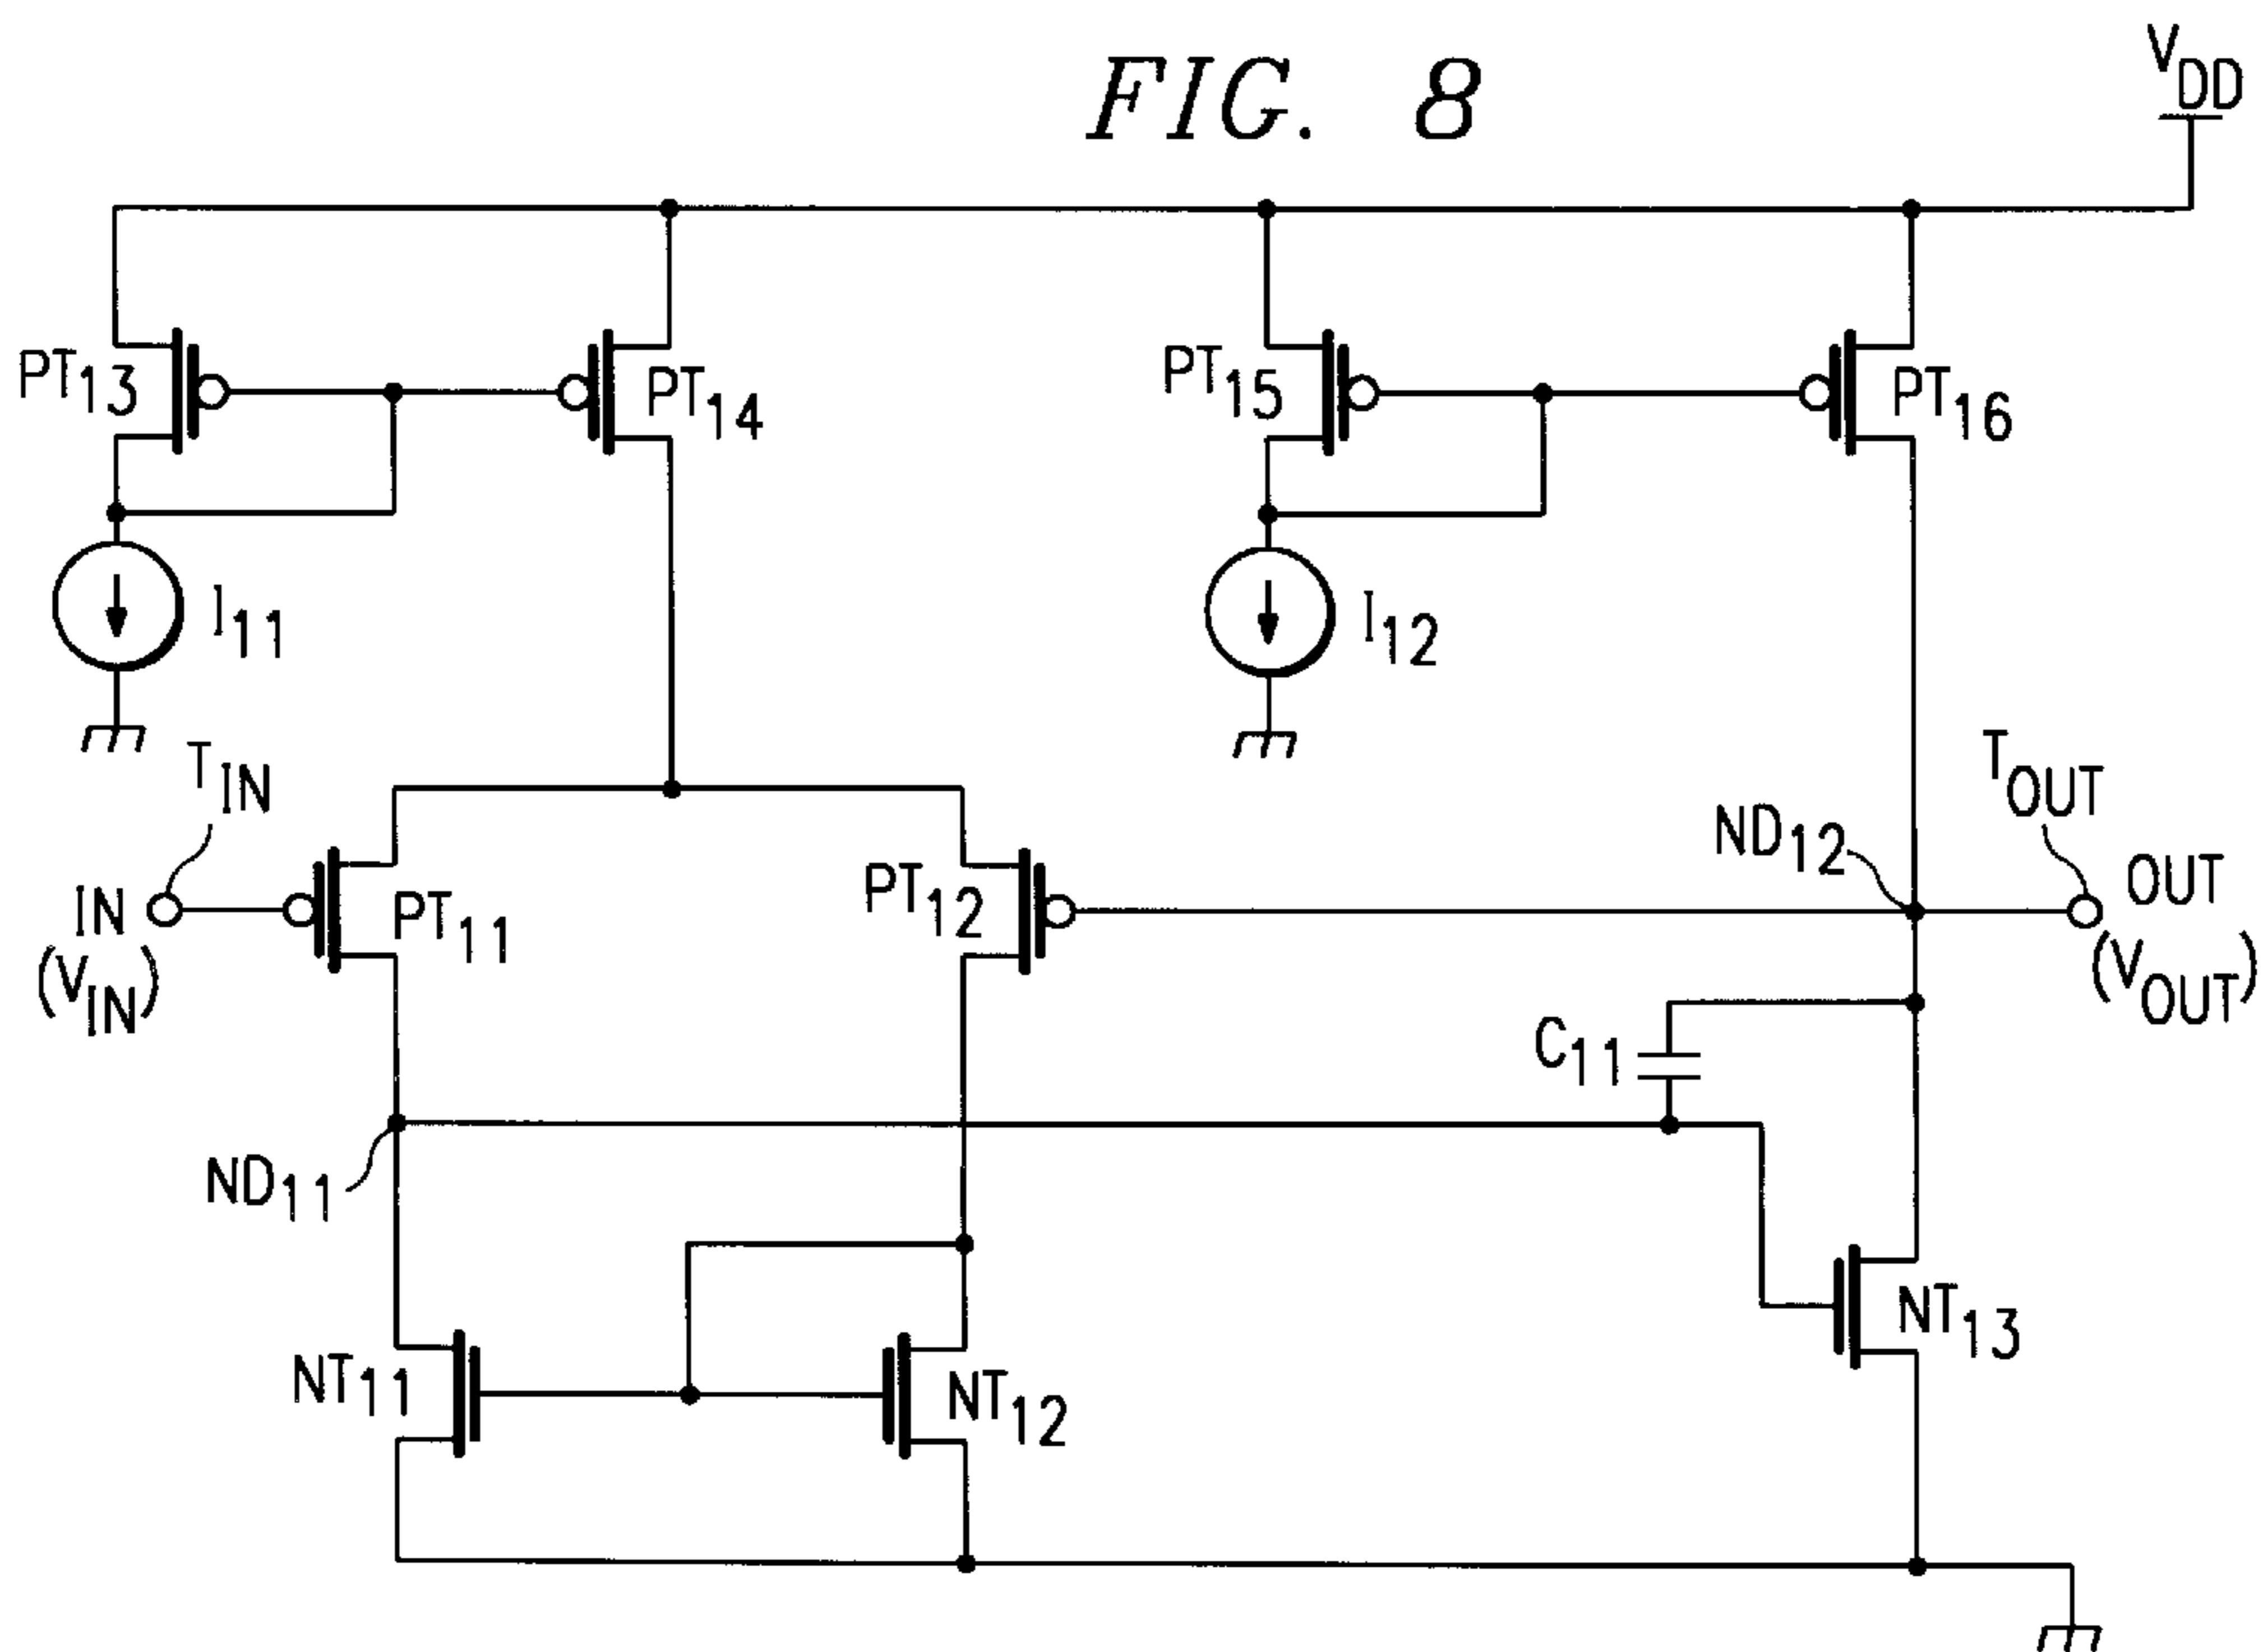 FIG. 8
VDD
PT13
PT14
PT15
PT16
I11
I12
TIN
TOUT
ND12
IN
(VIN)
PT11
PT12
OUT
(VOUT)
C11
ND11
NT11
NT12
NT13